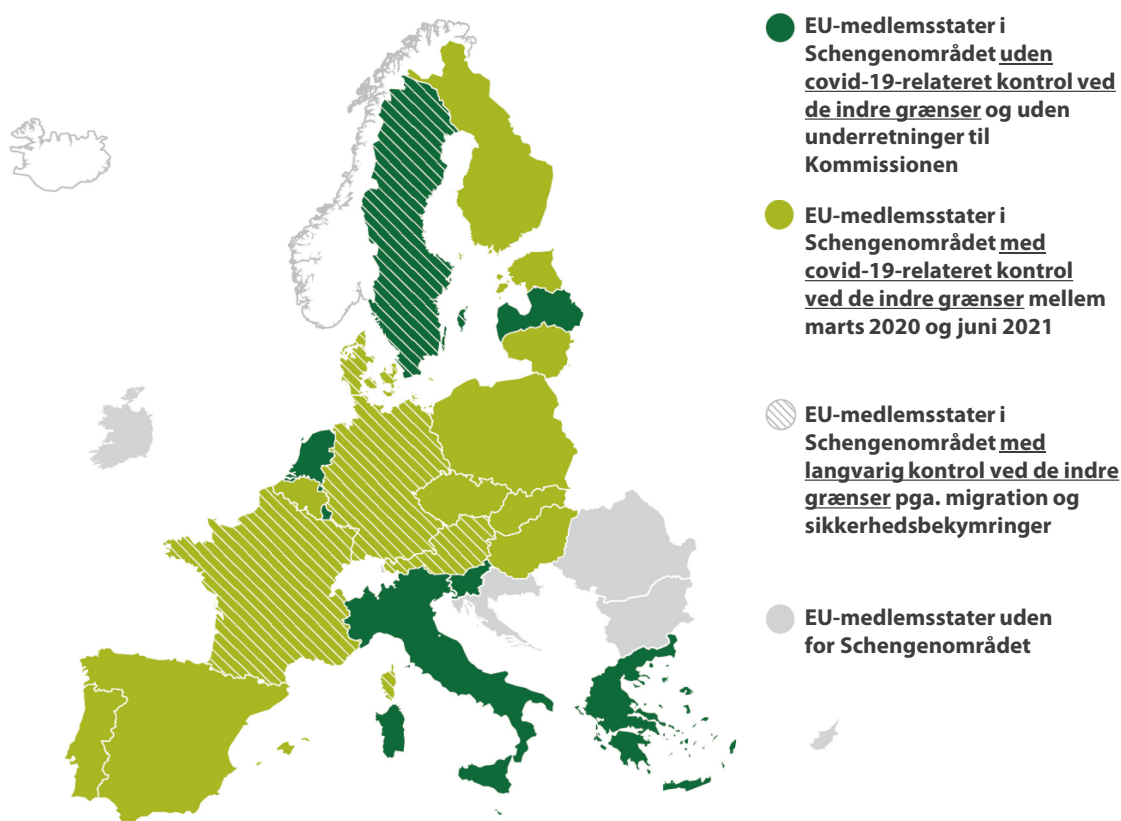 EU-medlemsstater i
Schengenområdet uden
covid-19-relateret kontrol ved
de indre grænser og uden
underretninger til
Kommissionen
EU-medlemsstater i
Schengenområdet med
covid-19-relateret kontrol
ved de indre grænser mellem
marts 2020 og juni 2021
EU-medlemsstater i
Schengenområdet med
langvarig kontrol ved de indre
grænser pga. migration og
sikkerhedsbekymringer
EU-medlemsstater uden
for Schengenområdet